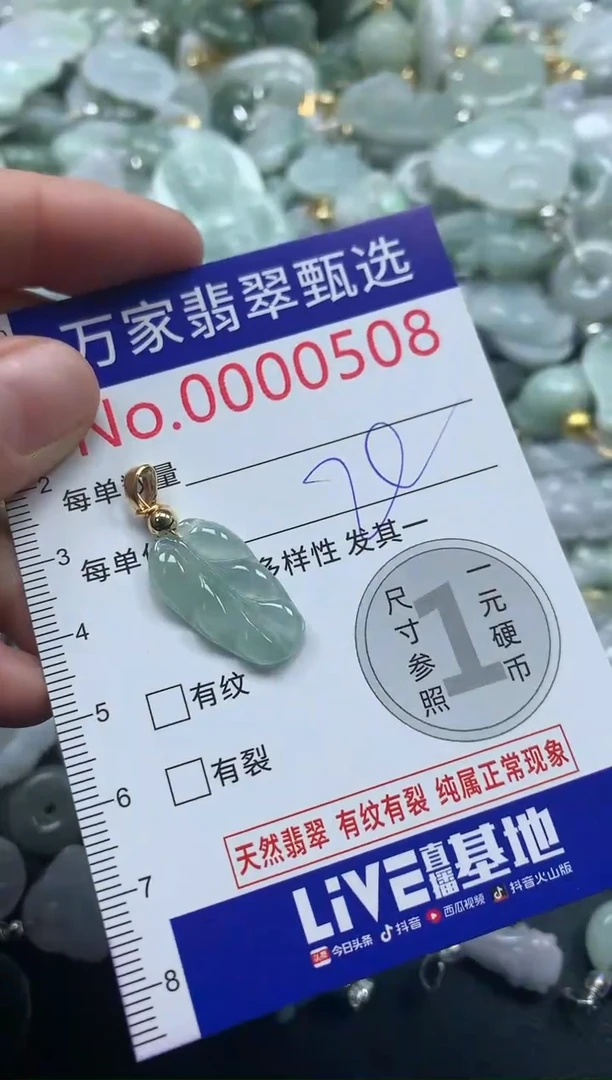 万家翡翠甄选
No.0000508
每单 量
每单 多样性 发其一
一元硬币
1
尺寸参照
2
3
4
5
6
7
8
有纹
有裂
天然翡翠 有纹有裂 纯属正常现象
LiVE直播基地
头条 今日头条 抖音 西瓜视频 抖音火山版